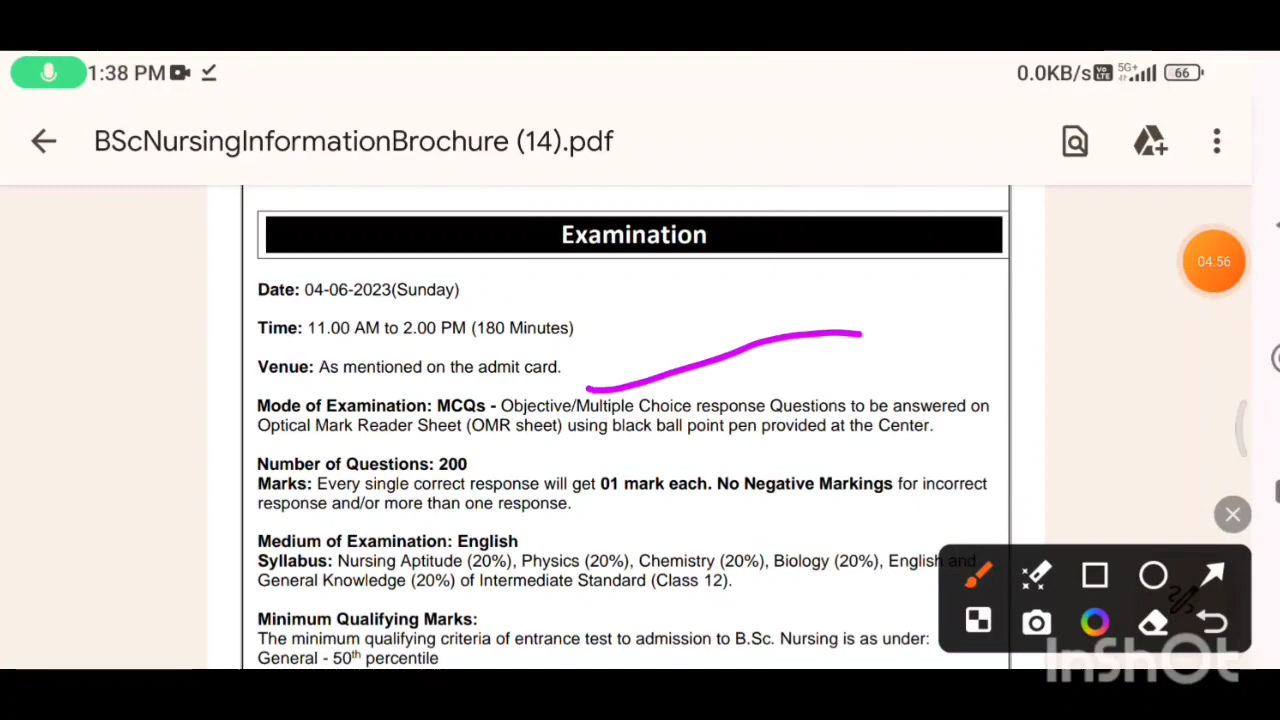 1:38 PM
0.0KB/s Vo LTE 5G+ 66
BScNursingInformationBrochure (14).pdf
Examination
04:56
Date: 04-06-2023(Sunday)
Time: 11.00 AM to 2.00 PM (180 Minutes)
Venue: As mentioned on the admit card.
Mode of Examination: MCQs - Objective/Multiple Choice response Questions to be answered on
Optical Mark Reader Sheet (OMR sheet) using black ball point pen provided at the Center.
Number of Questions: 200
Marks: Every single correct response will get 01 mark each. No Negative Markings for incorrect
response and/or more than one response.
Medium of Examination: English
Syllabus: Nursing Aptitude (20%), Physics (20%), Chemistry (20%), Biology (20%), English and
General Knowledge (20%) of Intermediate Standard (Class 12).
Minimum Qualifying Marks:
The minimum qualifying criteria of entrance test to admission to B.Sc. Nursing is as under:
General - 50th percentile
InShOt